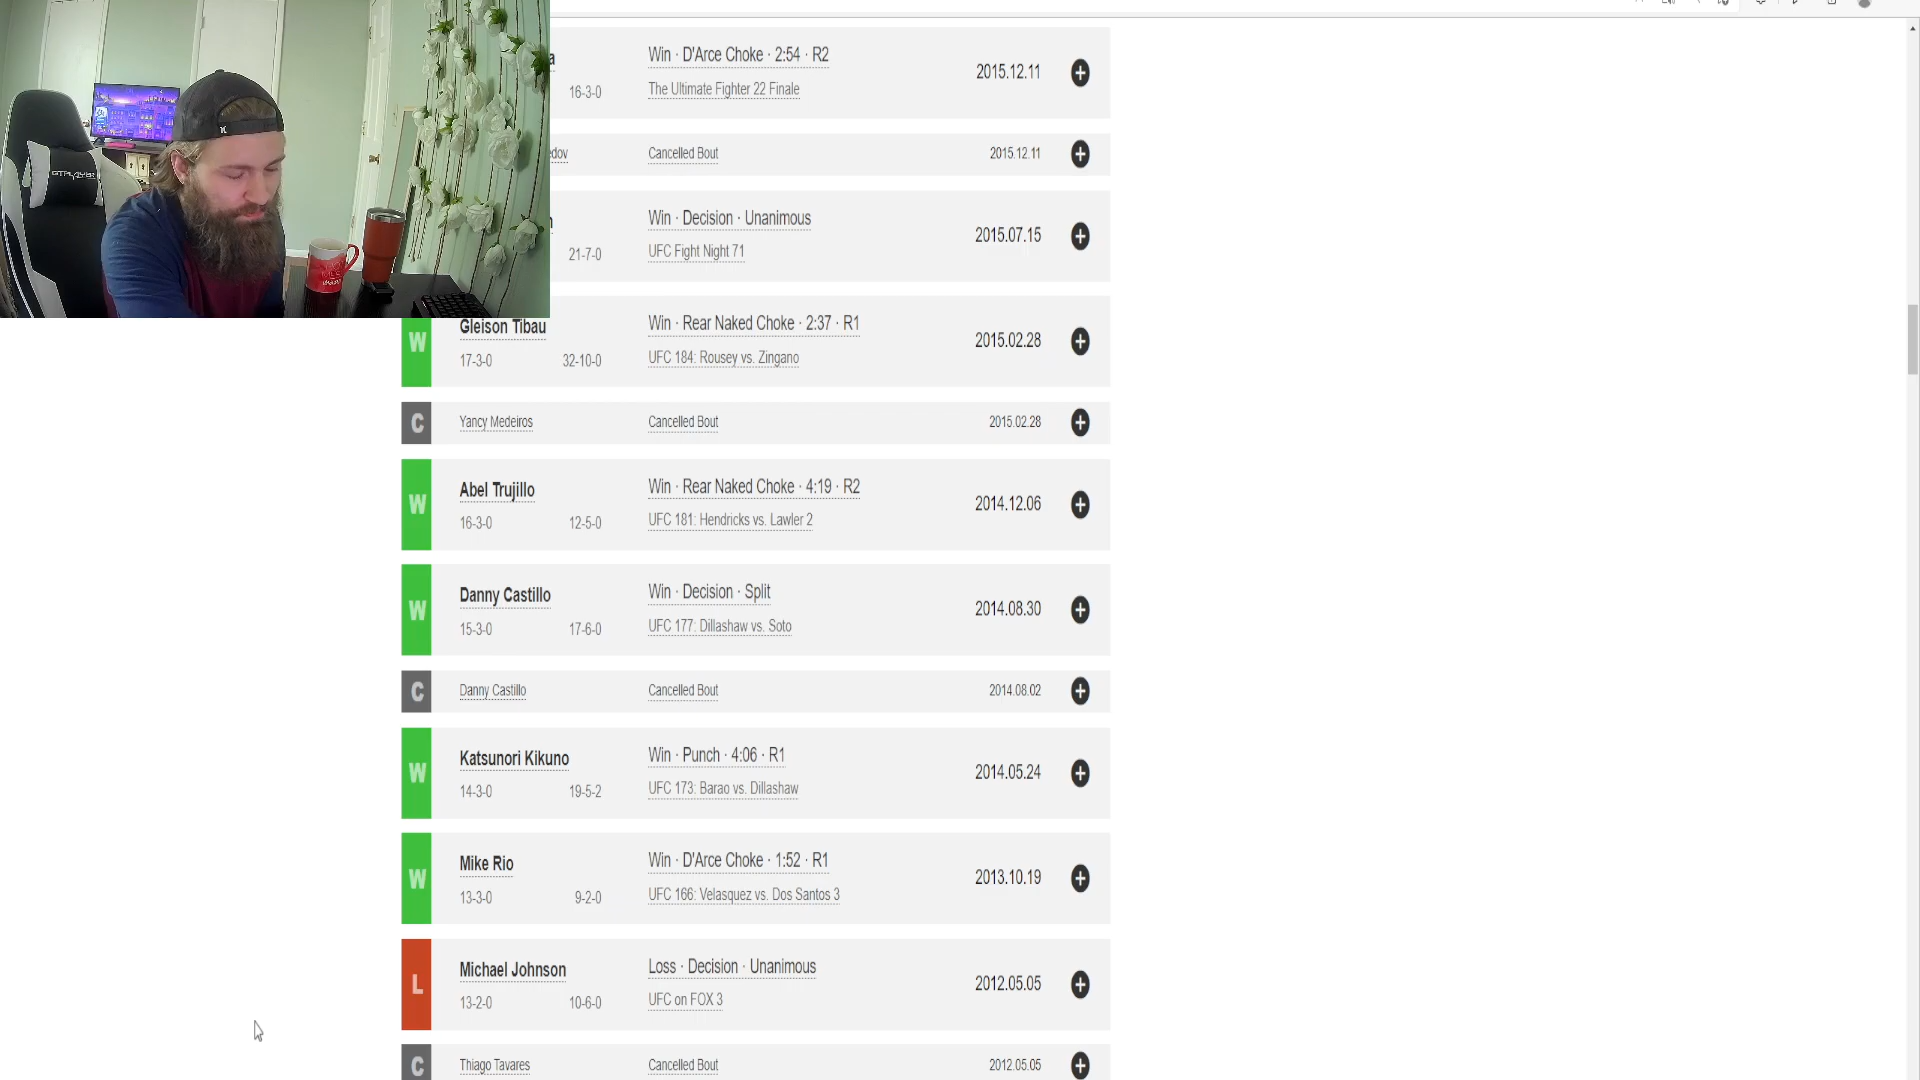 a
Win · D'Arce Choke · 2:54 · R2
2015.12.11
16-3-0
The Ultimate Fighter 22 Finale
edov
Cancelled Bout
2015.12.11
Win · Decision · Unanimous
2015.07.15
21-7-0
UFC Fight Night 71
GTPLAYER
W
Gleison Tibau
Win · Rear Naked Choke · 2:37 · R1
2015.02.28
17-3-0
32-10-0
UFC 184: Rousey vs. Zingano
C
Yancy Medeiros
Cancelled Bout
2015.02.28
W
Abel Trujillo
Win · Rear Naked Choke · 4:19 · R2
2014.12.06
16-3-0
12-5-0
UFC 181: Hendricks vs. Lawler 2
W
Danny Castillo
Win · Decision · Split
2014.08.30
15-3-0
17-6-0
UFC 177: Dillashaw vs. Soto
C
Danny Castillo
Cancelled Bout
2014.08.02
W
Katsunori Kikuno
Win · Punch · 4:06 · R1
2014.05.24
14-3-0
19-5-2
UFC 173: Barao vs. Dillashaw
W
Mike Rio
Win · D'Arce Choke · 1:52 · R1
2013.10.19
13-3-0
9-2-0
UFC 166: Velasquez vs. Dos Santos 3
L
Michael Johnson
Loss · Decision · Unanimous
2012.05.05
13-2-0
10-6-0
UFC on FOX 3
C
Thiago Tavares
Cancelled Bout
2012.05.05